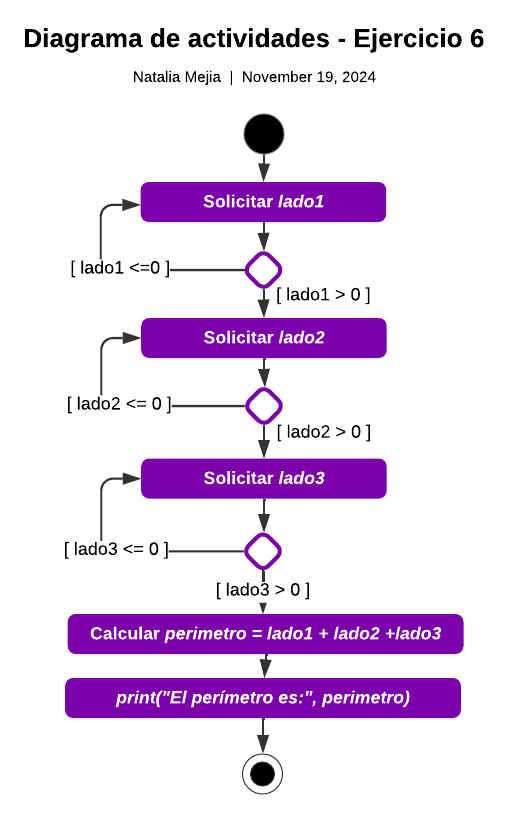 Diagrama de actividades - Ejercicio 6
Natalia Mejia | November 19, 2024
Solicitar lado1
[ lado1 <=0 ]
[ lado1 > 0 ]
Solicitar lado2
[ lado2 <= 0 ]
[ lado2 > 0 ]
Solicitar lado3
[ lado3 <= 0 ]
[ lado3 > 0 ]
Calcular perimetro = lado1 + lado2 +lado3
print("El perímetro es:", perimetro)